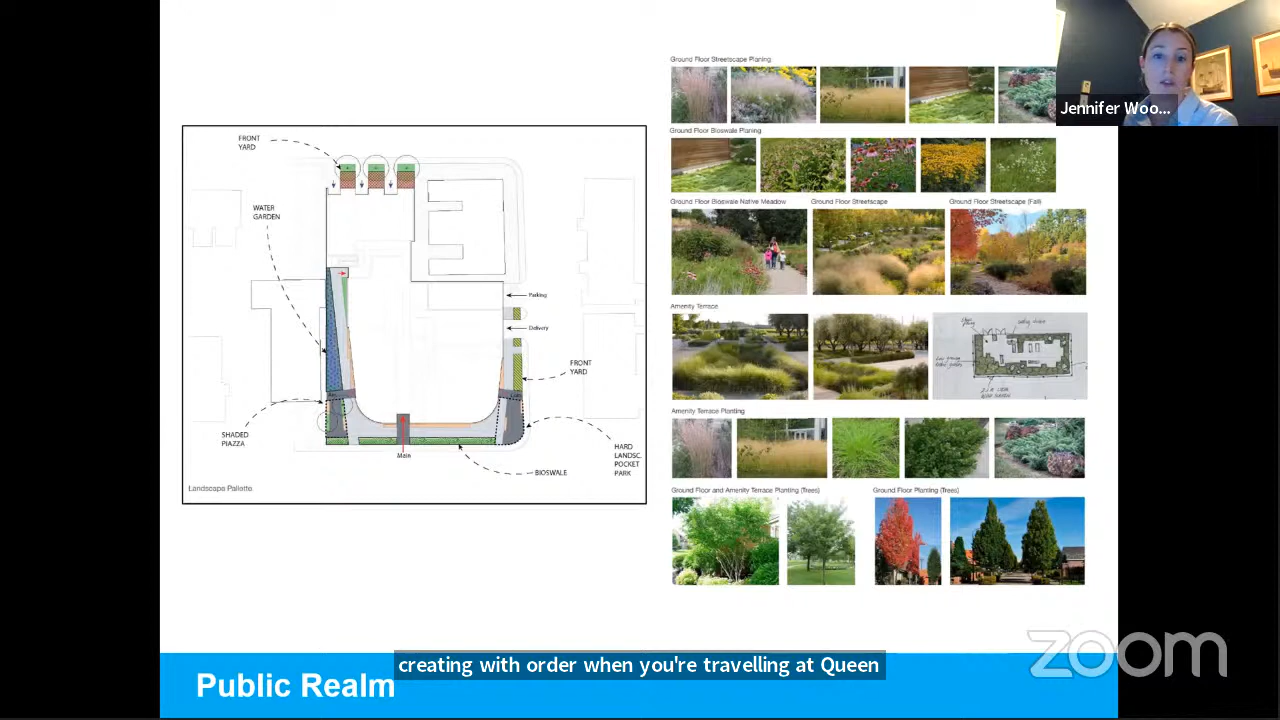 Ground Floor Streetscape Planing
Jennifer Woo...
Ground Floor Bioswale Planing
FRONT
YARD
WATER
GARDEN
Ground Floor Bioswale Native Meadow
Ground Floor Streetscape
Ground Floor Streetscape (Fall)
Parking
Delivery
Amenity Terrace
FRONT
YARD
SHADED
PIAZZA
Main
BIOSWALE
HARD
LANDSC.
POCKET
PARK
Landscape Pallette
Amenity Terrace Planting
Ground Floor and Amenity Terrace Planting (Trees)
Ground Floor Planting (Trees)
zoom
creating with order when you're travelling at Queen
Public Realm